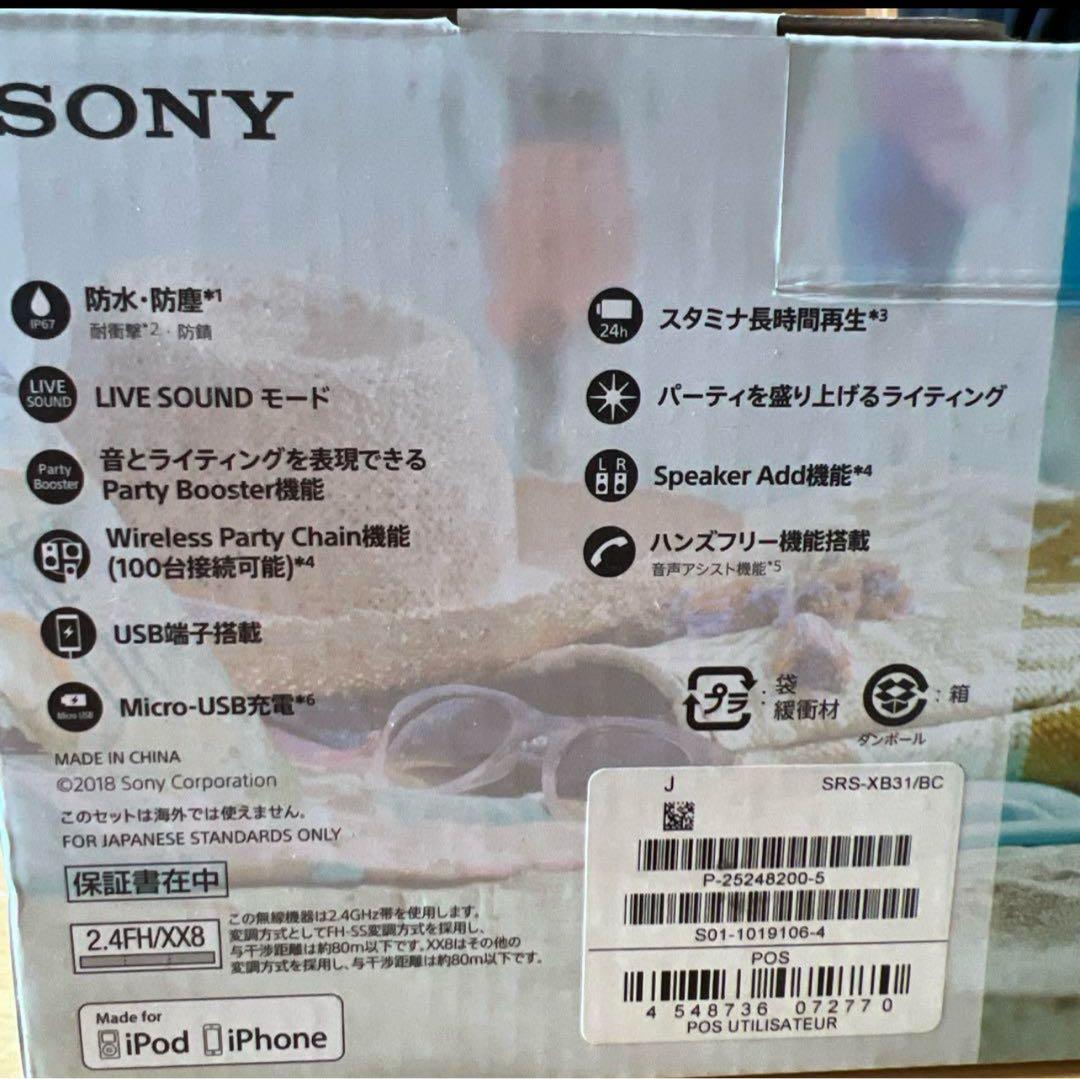 SONY
IP67
防水・防塵*1
耐衝撃*2・防錆
LIVE
SOUND
LIVE SOUND モード
Party
Booster
音とライティングを表現できる
Party Booster機能
Wireless Party Chain機能
(100台接続可能)*4
USB端子搭載
Micro USB
Micro-USB充電*6
24h
スタミナ長時間再生*3
パーティを盛り上げるライティング
L R
Speaker Add機能*4
ハンズフリー機能搭載
音声アシスト機能*5
プラ
: 袋
緩衝材
: 箱
ダンボール
MADE IN CHINA
©2018 Sony Corporation
このセットは海外では使えません。
FOR JAPANESE STANDARDS ONLY
保証書在中
2.4FH/XX8
この無線機器は2.4GHz帯を使用します。
変調方式としてFH-SS変調方式を採用し、
与干渉距離は約80m以下です。XX8はその他の
変調方式を採用し、与干渉距離は約80m以下です。
Made for
iPod iPhone
J
SRS-XB31/BC
P-25248200-5
S01-1019106-4
POS
4 548736 072770
POS UTILISATEUR